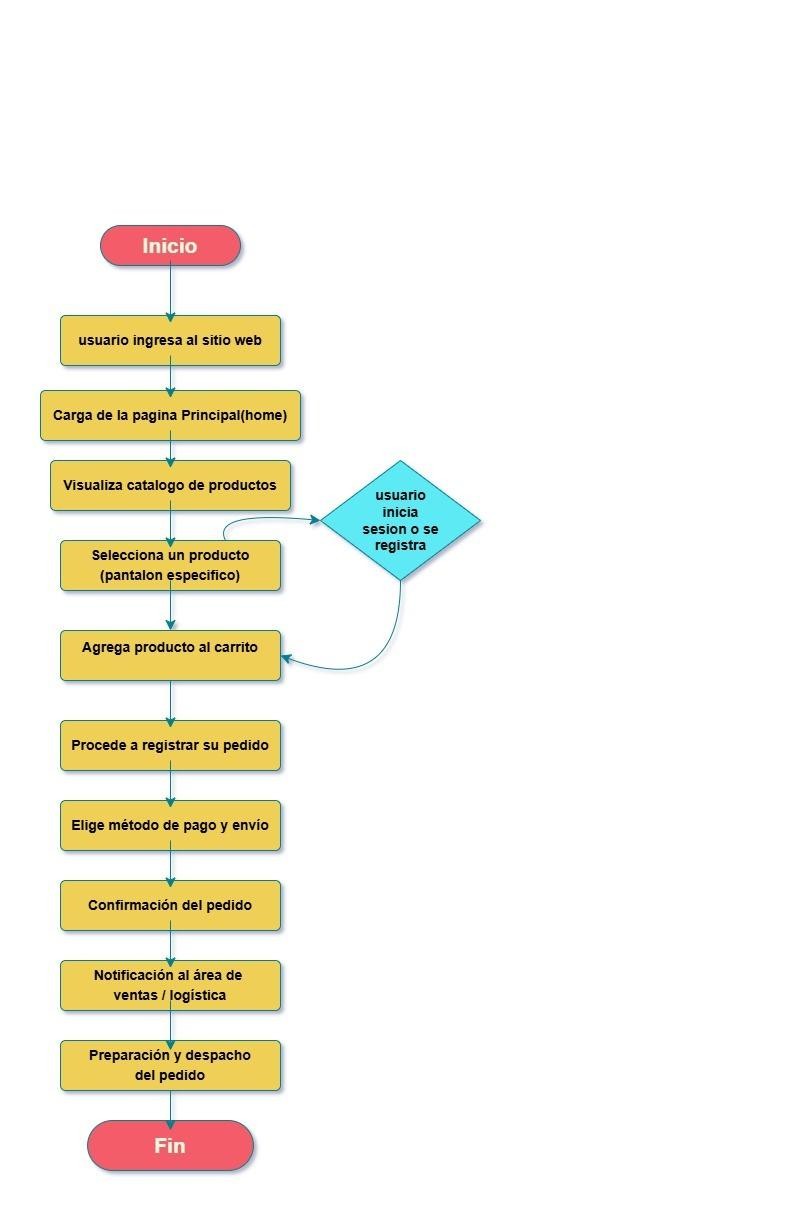 Inicio
usuario ingresa al sitio web
Carga de la pagina Principal(home)
Visualiza catalogo de productos
usuario
inicia
sesion o se
registra
Selecciona un producto
(pantalon especifico)
Agrega producto al carrito
Procede a registrar su pedido
Elige método de pago y envío
Confirmación del pedido
Notificación al área de
ventas / logística
Preparación y despacho
del pedido
Fin